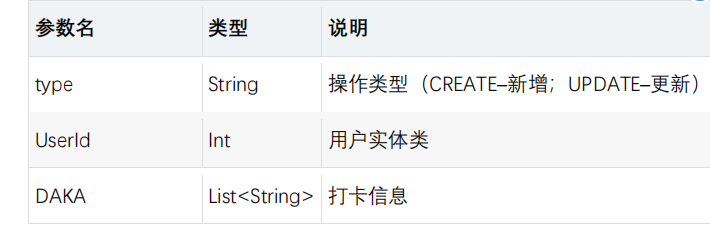 参数名 类型 说明
type String 操作类型（CREATE–新增；UPDATE–更新）
UserId Int 用户实体类
DAKA List<String> 打卡信息